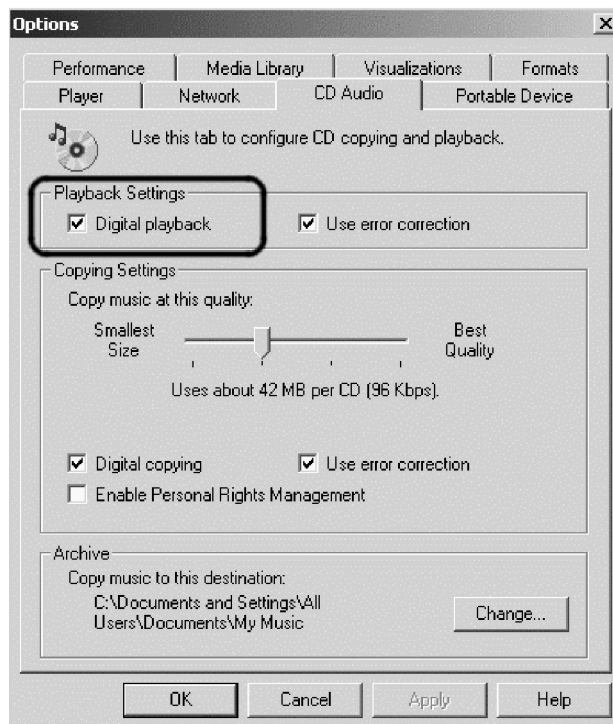 Options
Performance Media Library Visualizations Formats
Player Network CD Audio Portable Device
Use this tab to configure CD copying and playback.
Playback Settings
Digital playback Use error correction
Copying Settings
Copy music at this quality:
Smallest Size Best Quality
Uses about 42 MB per CD (96 Kbps).
Digital copying Use error correction
Enable Personal Rights Management
Archive
Copy music to this destination:
C:\Documents and Settings\All
Users\Documents\My Music
Change...
OK Cancel Apply Help